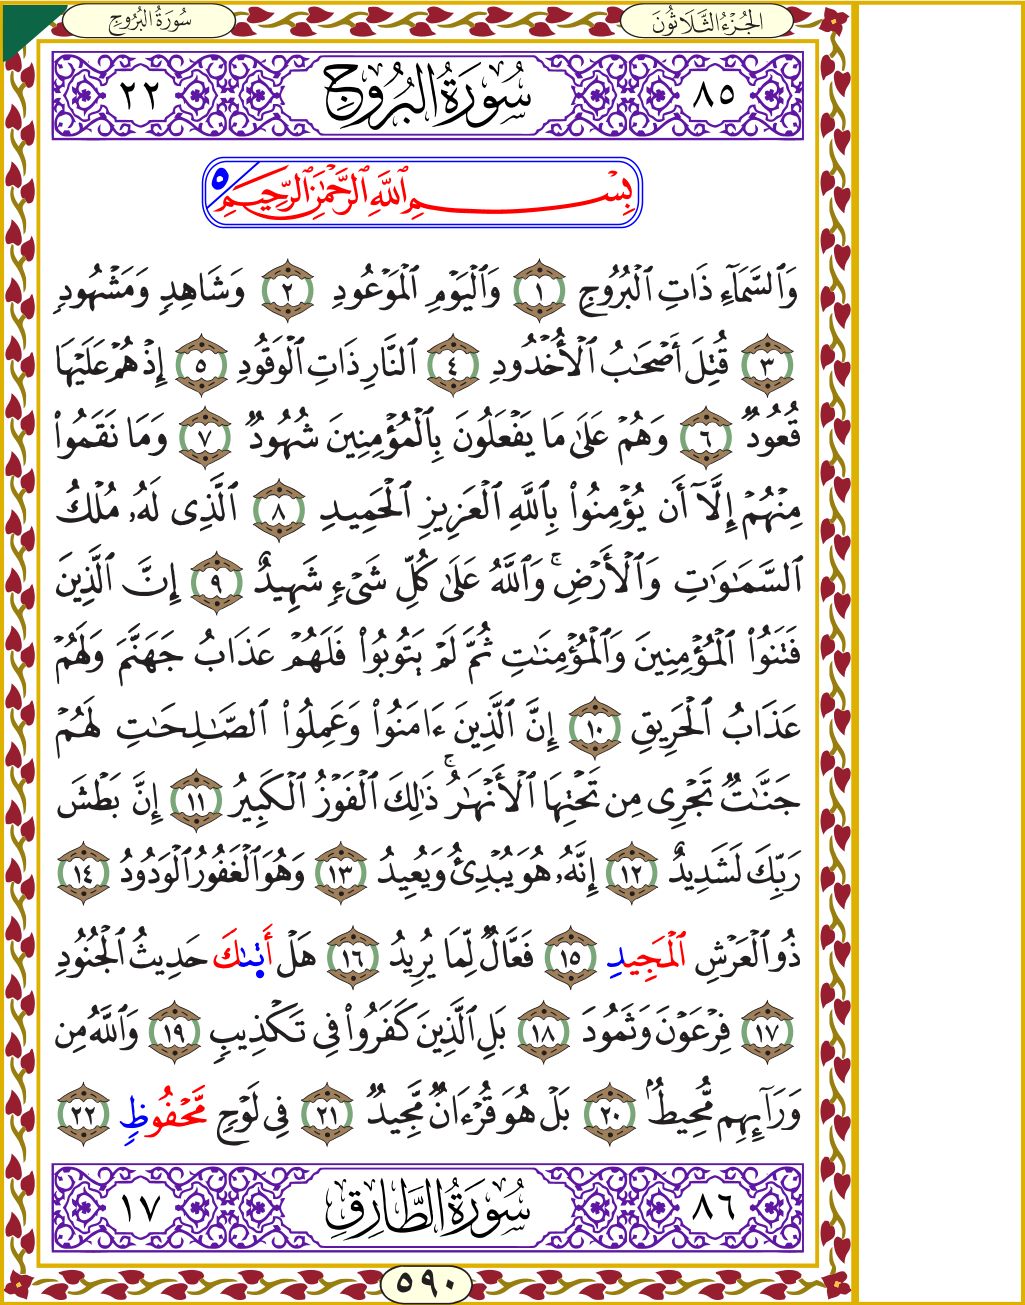 سُورَةُ البُرُوجِ الجُزْءُ الثَّلَاثُونَ
٨٥ سُورَةُ البُرُوجِ ٢٢
بِسْمِ ٱللَّهِ ٱلرَّحْمَٰنِ ٱلرَّحِيمِ ٥
وَٱلسَّمَآءِ ذَاتِ ٱلْبُرُوجِ ١ وَٱلْيَوْمِ ٱلْمَوْعُودِ ٢ وَشَاهِدٍ وَمَشْهُودٍ
٣ قُتِلَ أَصْحَٰبُ ٱلْأُخْدُودِ ٤ ٱلنَّارِ ذَاتِ ٱلْوَقُودِ ٥ إِذْ هُمْ عَلَيْهَا
قُعُودٌ ٦ وَهُمْ عَلَىٰ مَا يَفْعَلُونَ بِٱلْمُؤْمِنِينَ شُهُودٌ ٧ وَمَا نَقَمُوا۟
مِنْهُمْ إِلَّآ أَن يُؤْمِنُوا۟ بِٱللَّهِ ٱلْعَزِيزِ ٱلْحَمِيدِ ٨ ٱلَّذِى لَهُۥ مُلْكُ
ٱلسَّمَٰوَٰتِ وَٱلْأَرْضِ ۚ وَٱللَّهُ عَلَىٰ كُلِّ شَىْءٍ شَهِيدٌ ٩ إِنَّ ٱلَّذِينَ
فَتَنُوا۟ ٱلْمُؤْمِنِينَ وَٱلْمُؤْمِنَٰتِ ثُمَّ لَمْ يَتُوبُوا۟ فَلَهُمْ عَذَابُ جَهَنَّمَ وَلَهُمْ
عَذَابُ ٱلْحَرِيقِ ١٠ إِنَّ ٱلَّذِينَ ءَامَنُوا۟ وَعَمِلُوا۟ ٱلصَّٰلِحَٰتِ لَهُمْ
جَنَّٰتٌ تَجْرِى مِن تَحْتِهَا ٱلْأَنْهَٰرُ ۚ ذَٰلِكَ ٱلْفَوْزُ ٱلْكَبِيرُ ١١ إِنَّ بَطْشَ
رَبِّكَ لَشَدِيدٌ ١٢ إِنَّهُۥ هُوَ يُبْدِئُ وَيُعِيدُ ١٣ وَهُوَ ٱلْغَفُورُ ٱلْوَدُودُ ١٤
ذُو ٱلْعَرْشِ ٱلْمَجِيدِ ١٥ فَعَّالٌ لِّمَا يُرِيدُ ١٦ هَلْ أَتَىٰكَ حَدِيثُ ٱلْجُنُودِ
١٧ فِرْعَوْنَ وَثَمُودَ ١٨ بَلِ ٱلَّذِينَ كَفَرُوا۟ فِى تَكْذِيبٍ ١٩ وَٱللَّهُ مِن
وَرَآئِهِم مُّحِيطٌۢ ٢٠ بَلْ هُوَ قُرْءَانٌ مَّجِيدٌ ٢١ فِى لَوْحٍ مَّحْفُوظٍ ٢٢
٨٦ سُورَةُ الطَّارِقِ ١٧
٥٩٠